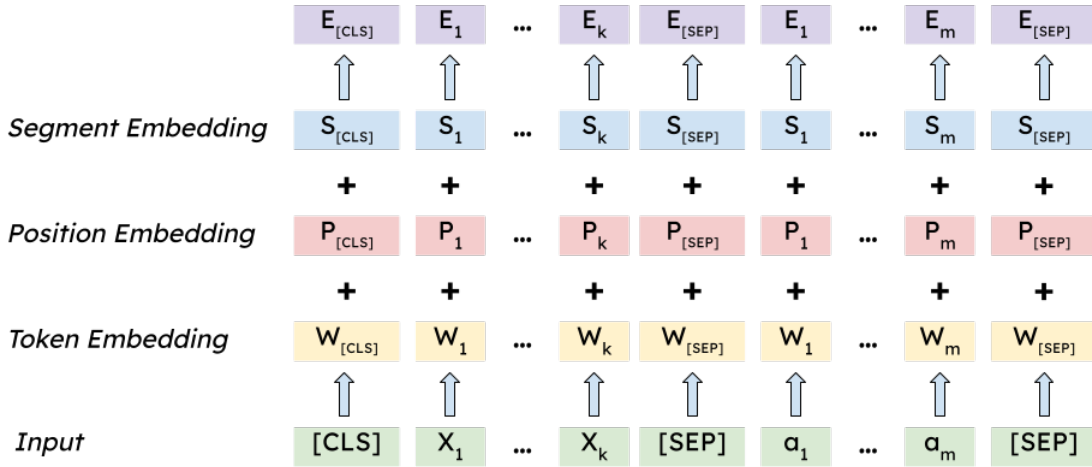 E[CLS] E1 ... Ek E[SEP] E1 ... Em E[SEP]
Segment Embedding S[CLS] S1 ... Sk S[SEP] S1 ... Sm S[SEP]
+ + + + + + +
Position Embedding P[CLS] P1 ... Pk P[SEP] P1 ... Pm P[SEP]
+ + + + + + +
Token Embedding W[CLS] W1 ... Wk W[SEP] W1 ... Wm W[SEP]
Input [CLS] X1 ... Xk [SEP] a1 ... am [SEP]